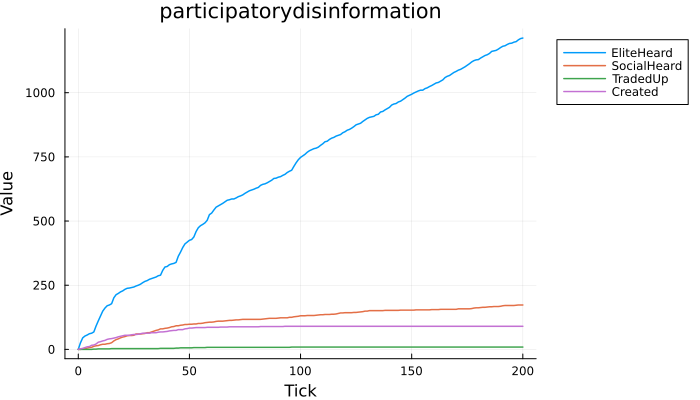 participatorydisinformation
EliteHeard
SocialHeard
TradedUp
Created
Value
1000
750
500
250
0
0 50 100 150 200
Tick